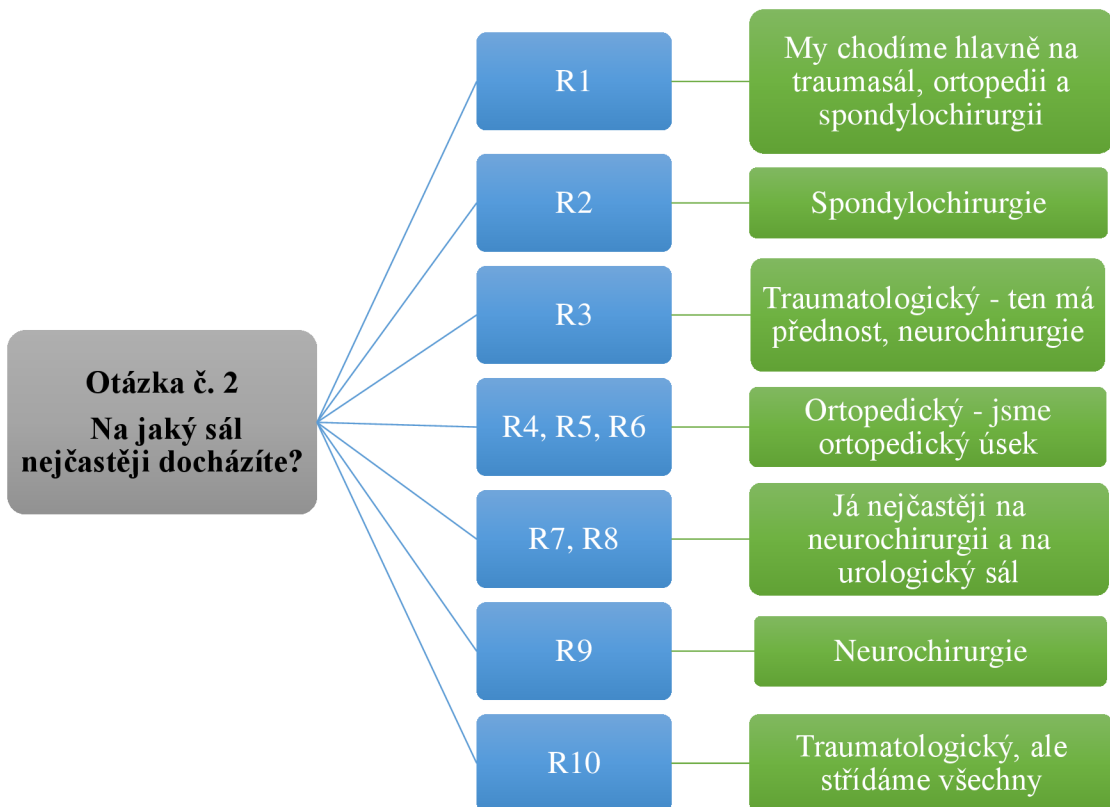 Otázka č. 2
Na jaký sál
nejčastěji docházíte?
R1
My chodíme hlavně na
traumasál, ortopedii a
spondylochirurgii
R2
Spondylochirurgie
R3
Traumatologický - ten má
přednost, neurochirurgie
R4, R5, R6
Ortopedický - jsme
ortopedický úsek
R7, R8
Já nejčastěji na
neurochirurgii a na
urologický sál
R9
Neurochirurgie
R10
Traumatologický, ale
střídáme všechny